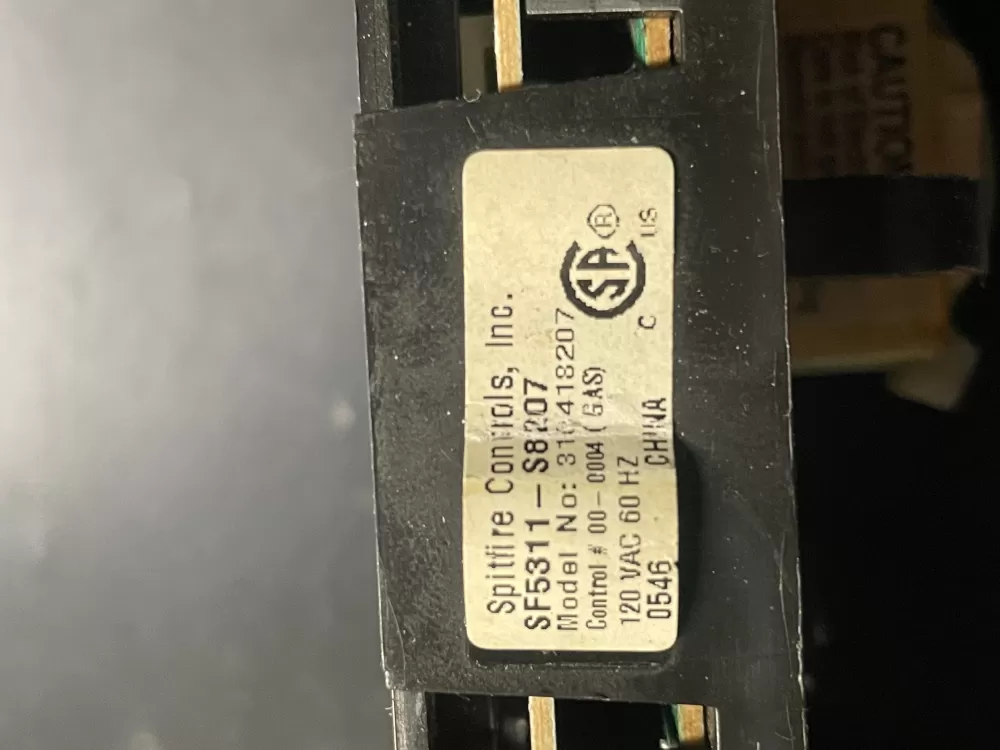 Spitfire Controls, Inc.
SF5311-S8207
Model No: 316418207
Control # 00-0004 (GAS)
120 VAC 60 HZ
0546 CHINA
C SA ® US
CAUTION